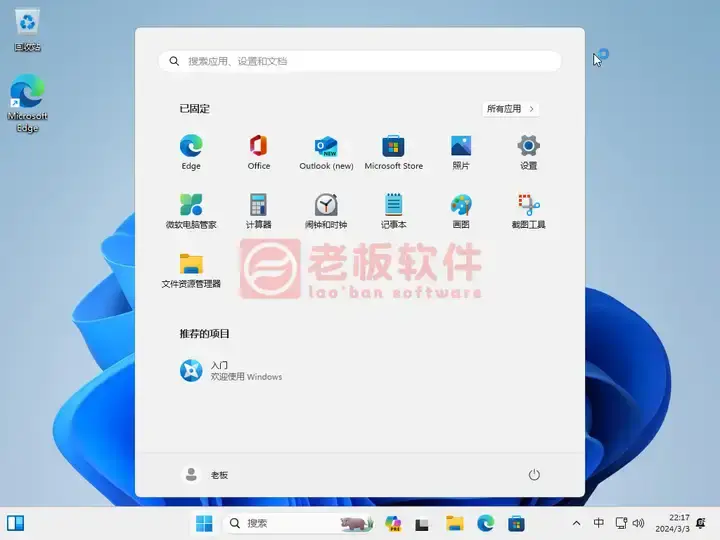 回收站
Microsoft
Edge
搜索应用、设置和文档
已固定
所有应用
Edge
Office
Outlook (new)
Microsoft Store
照片
设置
微软电脑管家
计算器
闹钟和时钟
记事本
画图
截图工具
文件资源管理器
老板软件
lao'ban software
推荐的项目
入门
欢迎使用 Windows
老板
搜索
PRE
中
22:17
2024/3/3